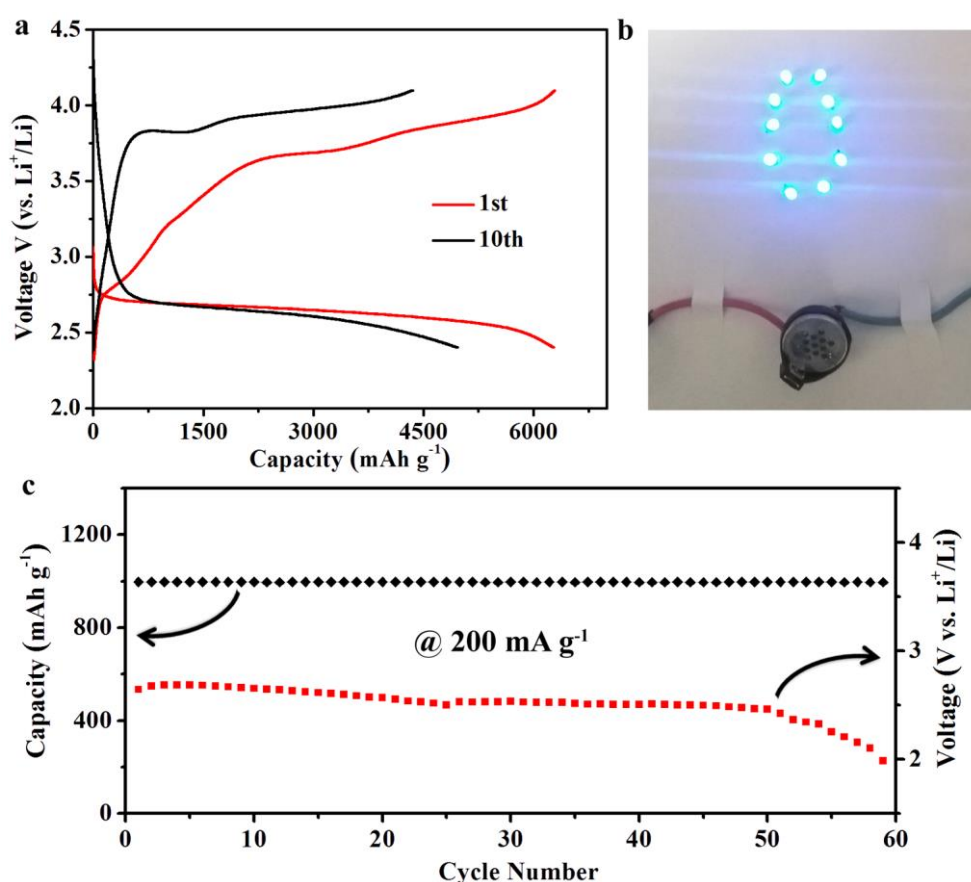 a
4.5
4.0
3.5
3.0
2.5
2.0
Voltage V (vs. Li⁺/Li)
1st
10th
0 1500 3000 4500 6000
Capacity (mAh g⁻¹)
b
c
1200
800
400
0
Capacity (mAh g⁻¹)
@ 200 mA g⁻¹
4
3
2
Voltage (V vs. Li⁺/Li)
0 10 20 30 40 50 60
Cycle Number